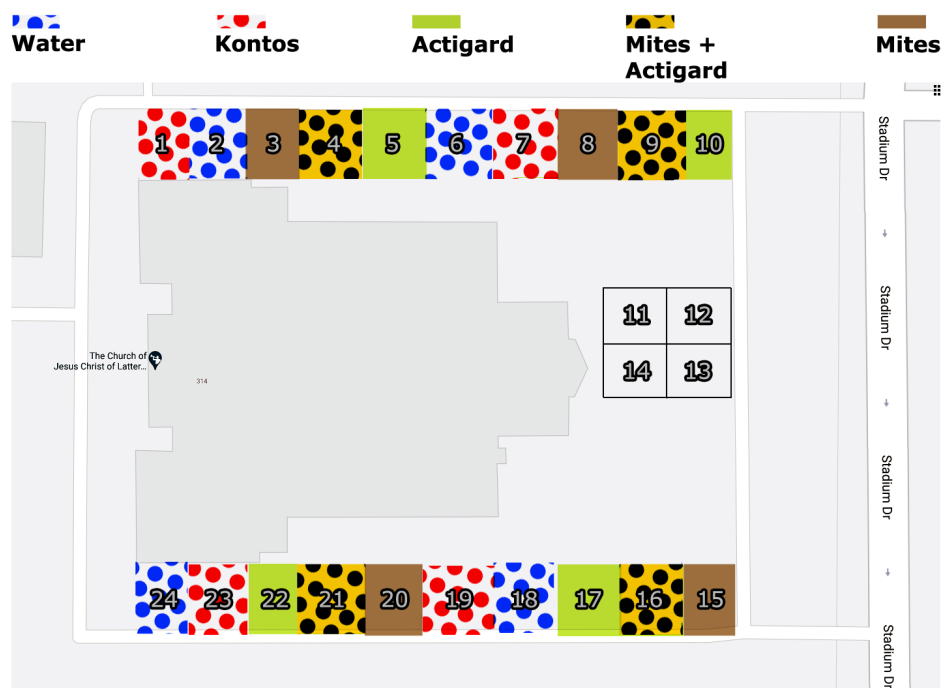 Water
Kontos
Actigard
Mites +
Actigard
Mites
1 2 3 4 5 6 7 8 9 10
Stadium Dr
11 12
14 13
Stadium Dr
The Church of
Jesus Christ of Latter...
314
Stadium Dr
24 23 22 21 20 19 18 17 16 15
Stadium Dr